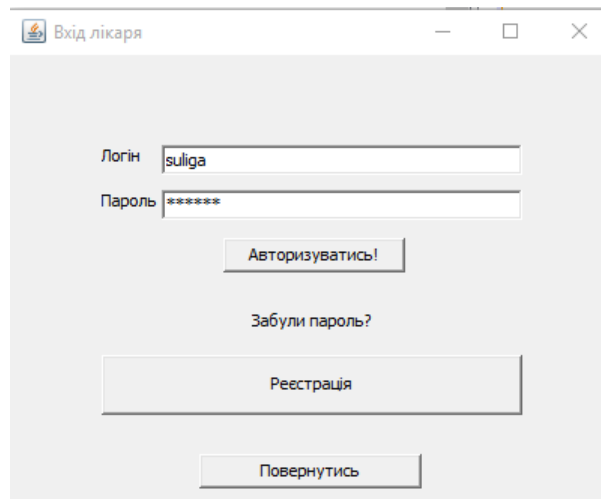 Вхід лікаря
Логін suliga
Пароль ******
Авторизуватись!
Забули пароль?
Реєстрація
Повернутись